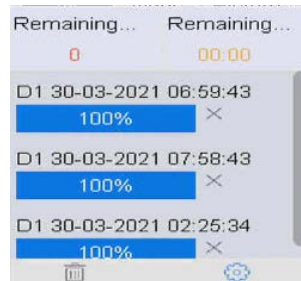 Remaining... Remaining...
0 00:00
D1 30-03-2021 06:59:43
100%
D1 30-03-2021 07:58:43
100%
D1 30-03-2021 02:25:34
100%